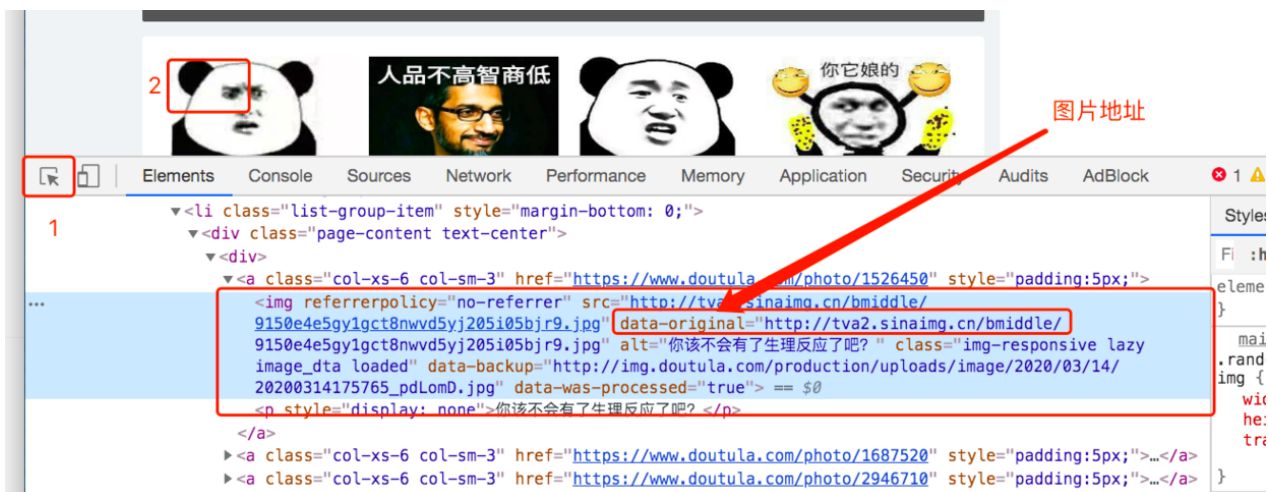 人品不高智商低
你它娘的
2
图片地址
Elements Console Sources Network Performance Memory Application Security Audits AdBlock 1
1
▼<li class="list-group-item" style="margin-bottom: 0;">
Styles
▼<div class="page-content text-center">
▼<div>
Fi :h
▼<a class="col-xs-6 col-sm-3" href="https://www.doutula.com/photo/1526450" style="padding:5px;">
eleme
... <img referrerpolicy="no-referrer" src="http://tva2.sinaimg.cn/bmiddle/
}
9150e4e5gy1gct8nwvd5yj205i05bjr9.jpg" data-original="http://tva2.sinaimg.cn/bmiddle/
9150e4e5gy1gct8nwvd5yj205i05bjr9.jpg" alt="你该不会有了生理反应了吧？" class="img-responsive lazy
mai
image_dta loaded" data-backup="http://img.doutula.com/production/uploads/image/2020/03/14/
.rand
20200314175765_pdLomD.jpg" data-was-processed="true"> == $0
img {
wid
<p style="display: none">你该不会有了生理反应了吧？</p>
hei
</a>
tra
▶<a class="col-xs-6 col-sm-3" href="https://www.doutula.com/photo/1687520" style="padding:5px;">…</a>
▶<a class="col-xs-6 col-sm-3" href="https://www.doutula.com/photo/2946710" style="padding:5px;">…</a>
}